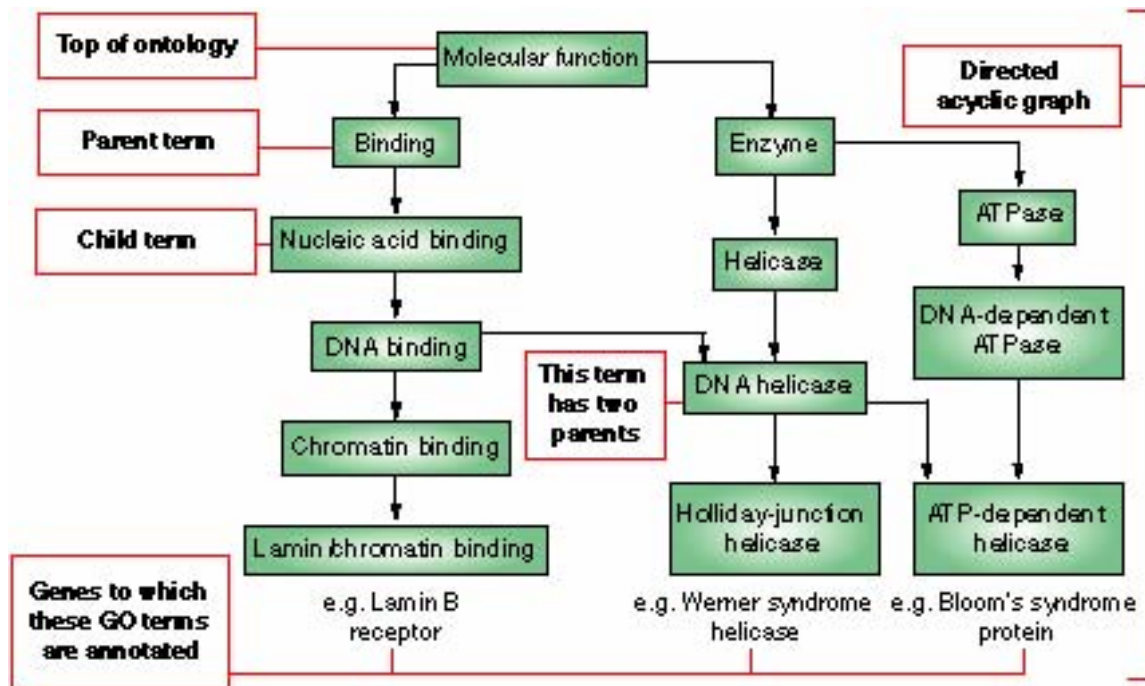 Top of ontology
Molecular function
Directed
acyclic graph
Parent term
Binding
Enzyme
ATPase
Child term
Nucleic acid binding
Helicase
DNA-dependent
ATPase
DNA binding
This term
has two
parents
DNA helicase
Chromatin binding
Holliday-junction
helicase
ATP-dependent
helicase
Lamin/chromatin binding
Genes to which
these GO terms
are annotated
e.g. Lamin B
receptor
e.g. Werner syndrome
helicase
e.g. Bloom's syndrome
protein